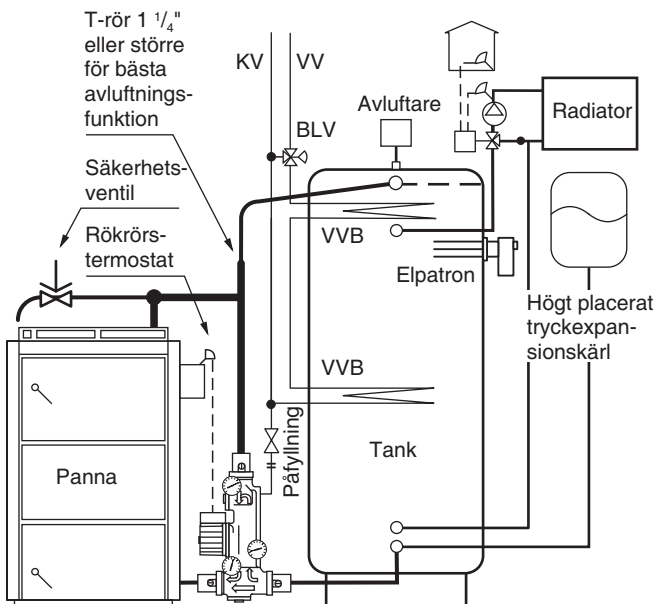 T-rör 1 1/4"
eller större
för bästa
avluftnings-
funktion
KV
VV
Avluftare
Radiator
BLV
Säkerhets-
ventil
Rökrörs-
termostat
VVB
Elpatron
Högt placerat
tryckexpan-
sionskärl
VVB
Påfyllning
Tank
Panna